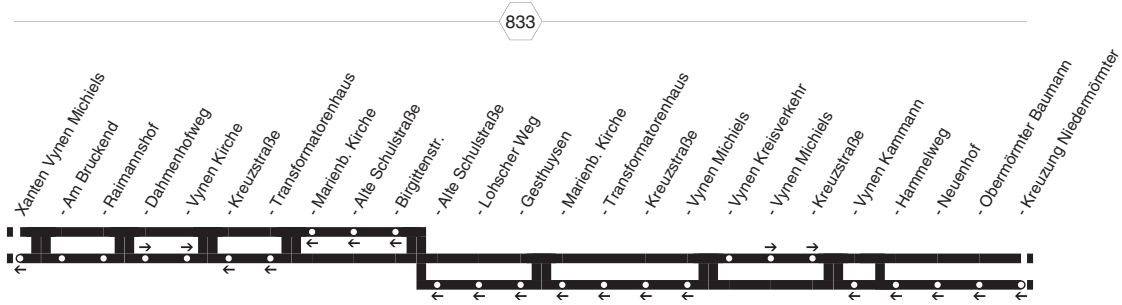 833
Xanten Vynen Michiels
- Am Bruckend
- Raimannshof
- Dahmenhofweg
- Vynen Kirche
- Kreuzstraße
- Transformatorenhaus
- Marienb. Kirche
- Alte Schulstraße
- Birgittenstr.
- Alte Schulstraße
- Lohscher Weg
- Gesthuysen
- Marienb. Kirche
- Transformatorenhaus
- Kreuzstraße
- Vynen Michiels
- Vynen Kreisverkehr
- Vynen Michiels
- Kreuzstraße
- Vynen Kammann
- Hammelweg
- Neuenhof
- Obermörmter Baumann
- Kreuzung Niedermörmter